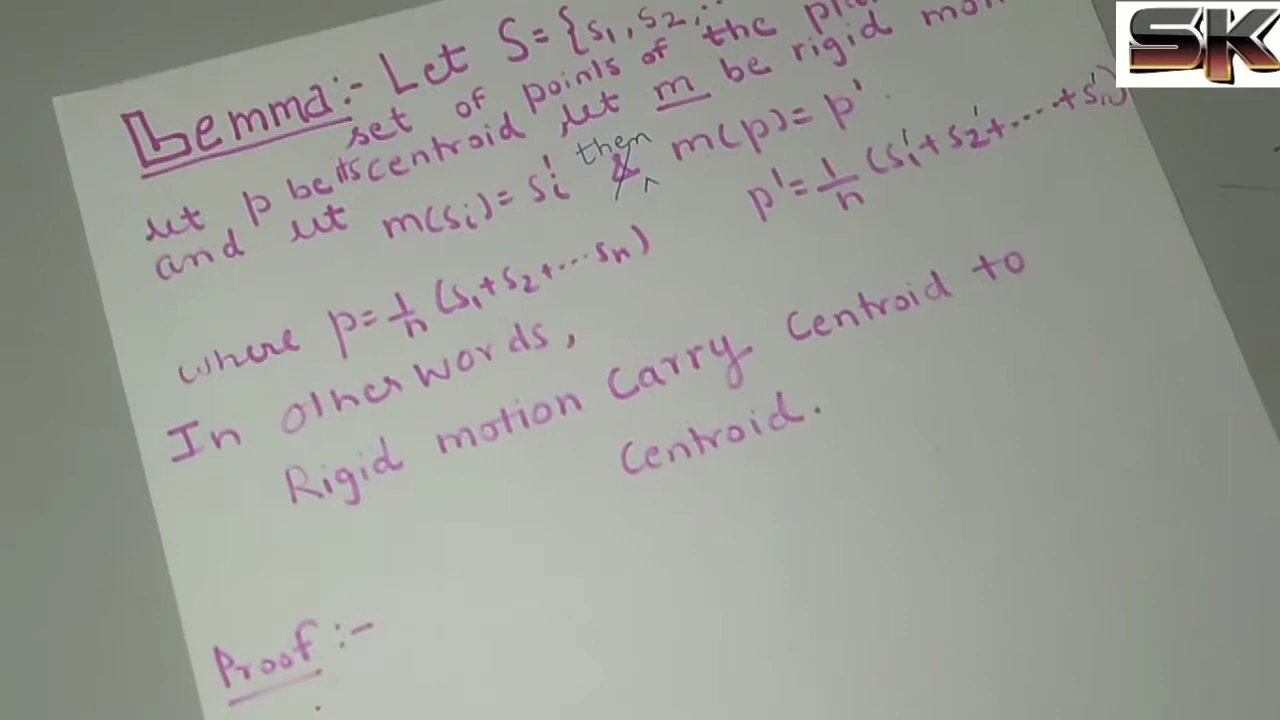 SK
Lemma:- Let S = {s₁, s₂,
set of points of the
let p be its centroid let m be rigid
and let m(sᵢ) = sᵢ' & then m(p) = p'.
p' = 1/n (s₁' + s₂' + .... + sₙ')
where p = 1/n (s₁ + s₂ + ... sₙ)
In other words,
Rigid motion carry centroid to
centroid.
Proof :-